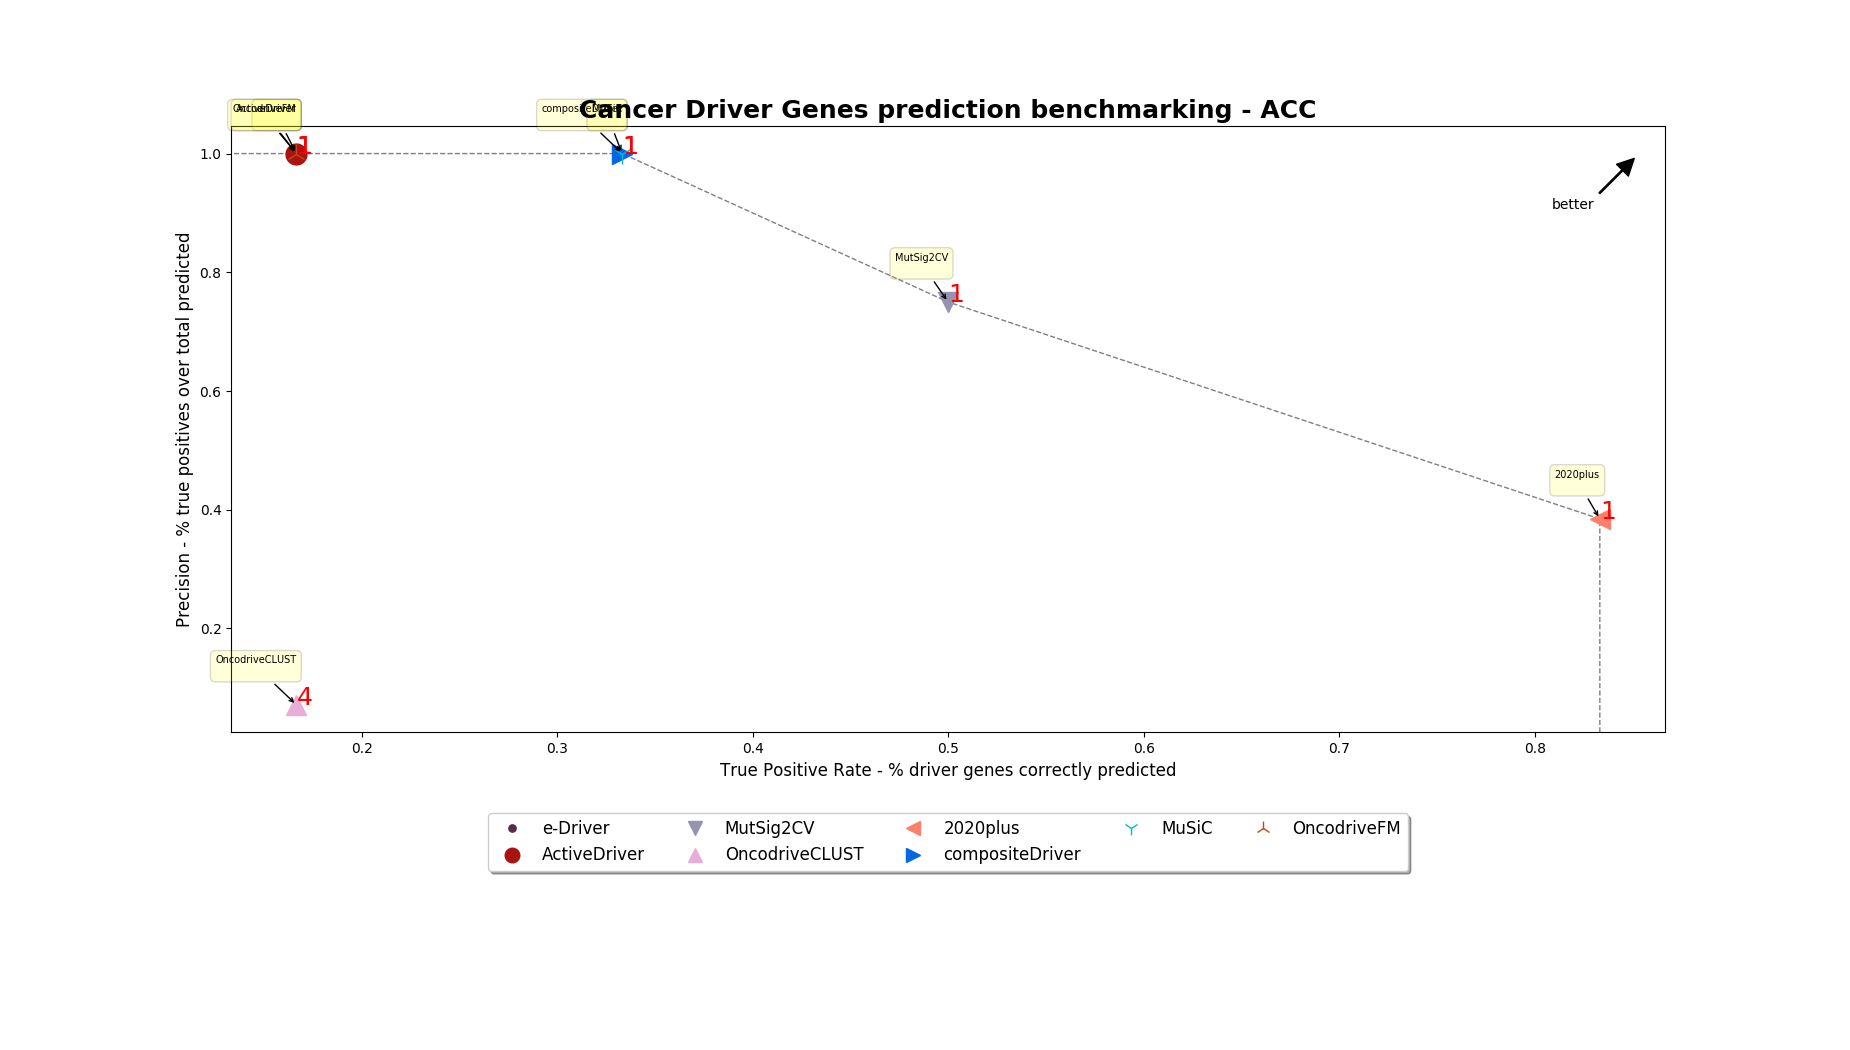 Cancer Driver Genes prediction benchmarking - ACC
OncodriveFM
compositeDriver
1
1
1.0
better
MutSig2CV
1
0.8
0.6
2020plus
1
0.4
0.2
OncodriveCLUST
4
Precision - % true positives over total predicted
0.2 0.3 0.4 0.5 0.6 0.7 0.8
True Positive Rate - % driver genes correctly predicted
e-Driver MutSig2CV 2020plus MuSiC OncodriveFM
ActiveDriver OncodriveCLUST compositeDriver